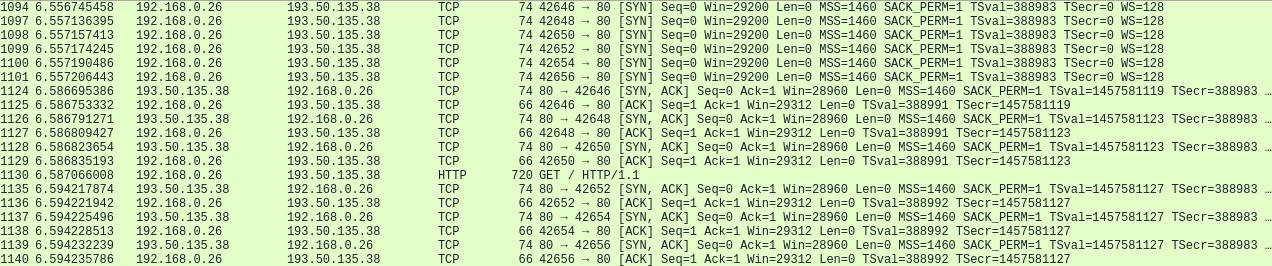 1094 6.556745458 192.168.0.26 193.50.135.38 TCP 74 42646 → 80 [SYN] Seq=0 Win=29200 Len=0 MSS=1460 SACK_PERM=1 TSval=388983 TSecr=0 WS=128
1097 6.557136395 192.168.0.26 193.50.135.38 TCP 74 42648 → 80 [SYN] Seq=0 Win=29200 Len=0 MSS=1460 SACK_PERM=1 TSval=388983 TSecr=0 WS=128
1098 6.557157413 192.168.0.26 193.50.135.38 TCP 74 42650 → 80 [SYN] Seq=0 Win=29200 Len=0 MSS=1460 SACK_PERM=1 TSval=388983 TSecr=0 WS=128
1099 6.557174245 192.168.0.26 193.50.135.38 TCP 74 42652 → 80 [SYN] Seq=0 Win=29200 Len=0 MSS=1460 SACK_PERM=1 TSval=388983 TSecr=0 WS=128
1100 6.557190486 192.168.0.26 193.50.135.38 TCP 74 42654 → 80 [SYN] Seq=0 Win=29200 Len=0 MSS=1460 SACK_PERM=1 TSval=388983 TSecr=0 WS=128
1101 6.557206443 192.168.0.26 193.50.135.38 TCP 74 42656 → 80 [SYN] Seq=0 Win=29200 Len=0 MSS=1460 SACK_PERM=1 TSval=388983 TSecr=0 WS=128
1124 6.586695386 193.50.135.38 192.168.0.26 TCP 74 80 → 42646 [SYN, ACK] Seq=0 Ack=1 Win=28960 Len=0 MSS=1460 SACK_PERM=1 TSval=1457581119 TSecr=388983 …
1125 6.586753332 192.168.0.26 193.50.135.38 TCP 66 42646 → 80 [ACK] Seq=1 Ack=1 Win=29312 Len=0 TSval=388991 TSecr=1457581119
1126 6.586791271 193.50.135.38 192.168.0.26 TCP 74 80 → 42648 [SYN, ACK] Seq=0 Ack=1 Win=28960 Len=0 MSS=1460 SACK_PERM=1 TSval=1457581123 TSecr=388983 …
1127 6.586809427 192.168.0.26 193.50.135.38 TCP 66 42648 → 80 [ACK] Seq=1 Ack=1 Win=29312 Len=0 TSval=388991 TSecr=1457581123
1128 6.586823654 193.50.135.38 192.168.0.26 TCP 74 80 → 42650 [SYN, ACK] Seq=0 Ack=1 Win=28960 Len=0 MSS=1460 SACK_PERM=1 TSval=1457581123 TSecr=388983 …
1129 6.586835193 192.168.0.26 193.50.135.38 TCP 66 42650 → 80 [ACK] Seq=1 Ack=1 Win=29312 Len=0 TSval=388991 TSecr=1457581123
1130 6.587066008 192.168.0.26 193.50.135.38 HTTP 720 GET / HTTP/1.1
1135 6.594217874 193.50.135.38 192.168.0.26 TCP 74 80 → 42652 [SYN, ACK] Seq=0 Ack=1 Win=28960 Len=0 MSS=1460 SACK_PERM=1 TSval=1457581127 TSecr=388983 …
1136 6.594221942 192.168.0.26 193.50.135.38 TCP 66 42652 → 80 [ACK] Seq=1 Ack=1 Win=29312 Len=0 TSval=388992 TSecr=1457581127
1137 6.594225496 193.50.135.38 192.168.0.26 TCP 74 80 → 42654 [SYN, ACK] Seq=0 Ack=1 Win=28960 Len=0 MSS=1460 SACK_PERM=1 TSval=1457581127 TSecr=388983 …
1138 6.594228513 192.168.0.26 193.50.135.38 TCP 66 42654 → 80 [ACK] Seq=1 Ack=1 Win=29312 Len=0 TSval=388992 TSecr=1457581127
1139 6.594232239 193.50.135.38 192.168.0.26 TCP 74 80 → 42656 [SYN, ACK] Seq=0 Ack=1 Win=28960 Len=0 MSS=1460 SACK_PERM=1 TSval=1457581127 TSecr=388983 …
1140 6.594235786 192.168.0.26 193.50.135.38 TCP 66 42656 → 80 [ACK] Seq=1 Ack=1 Win=29312 Len=0 TSval=388992 TSecr=1457581127